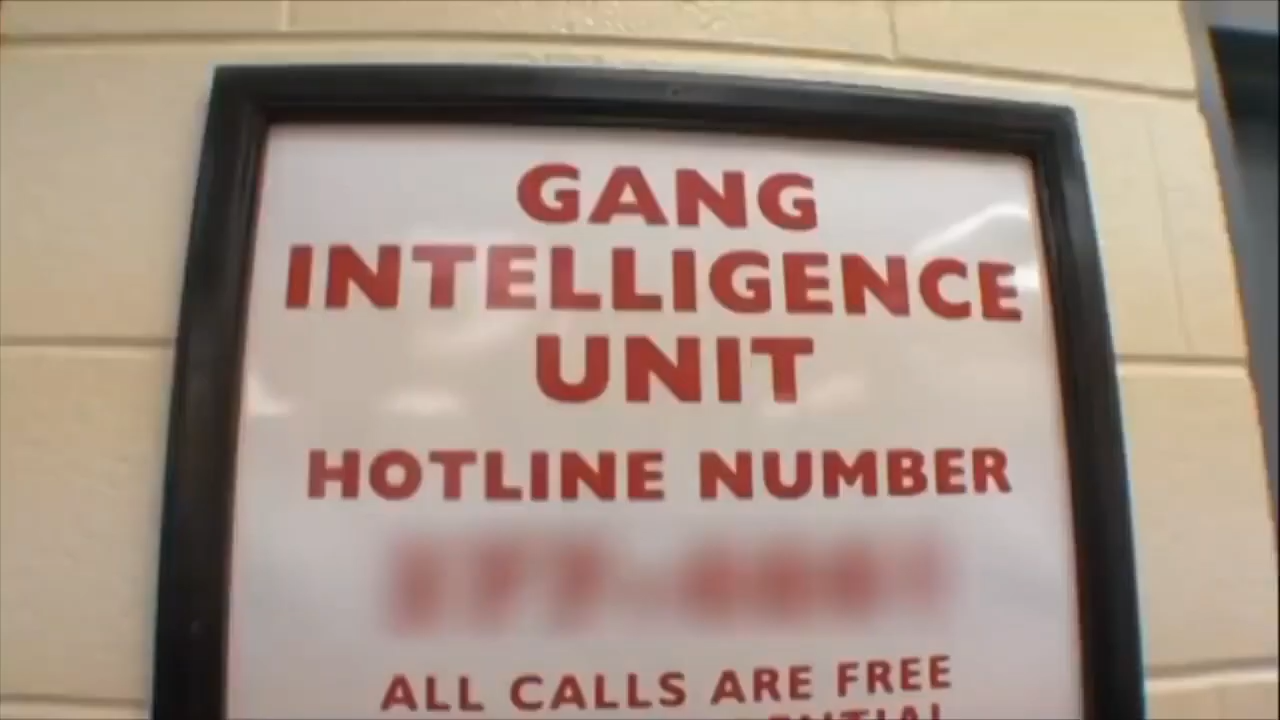 GANG
INTELLIGENCE
UNIT
HOTLINE NUMBER
ALL CALLS ARE FREE